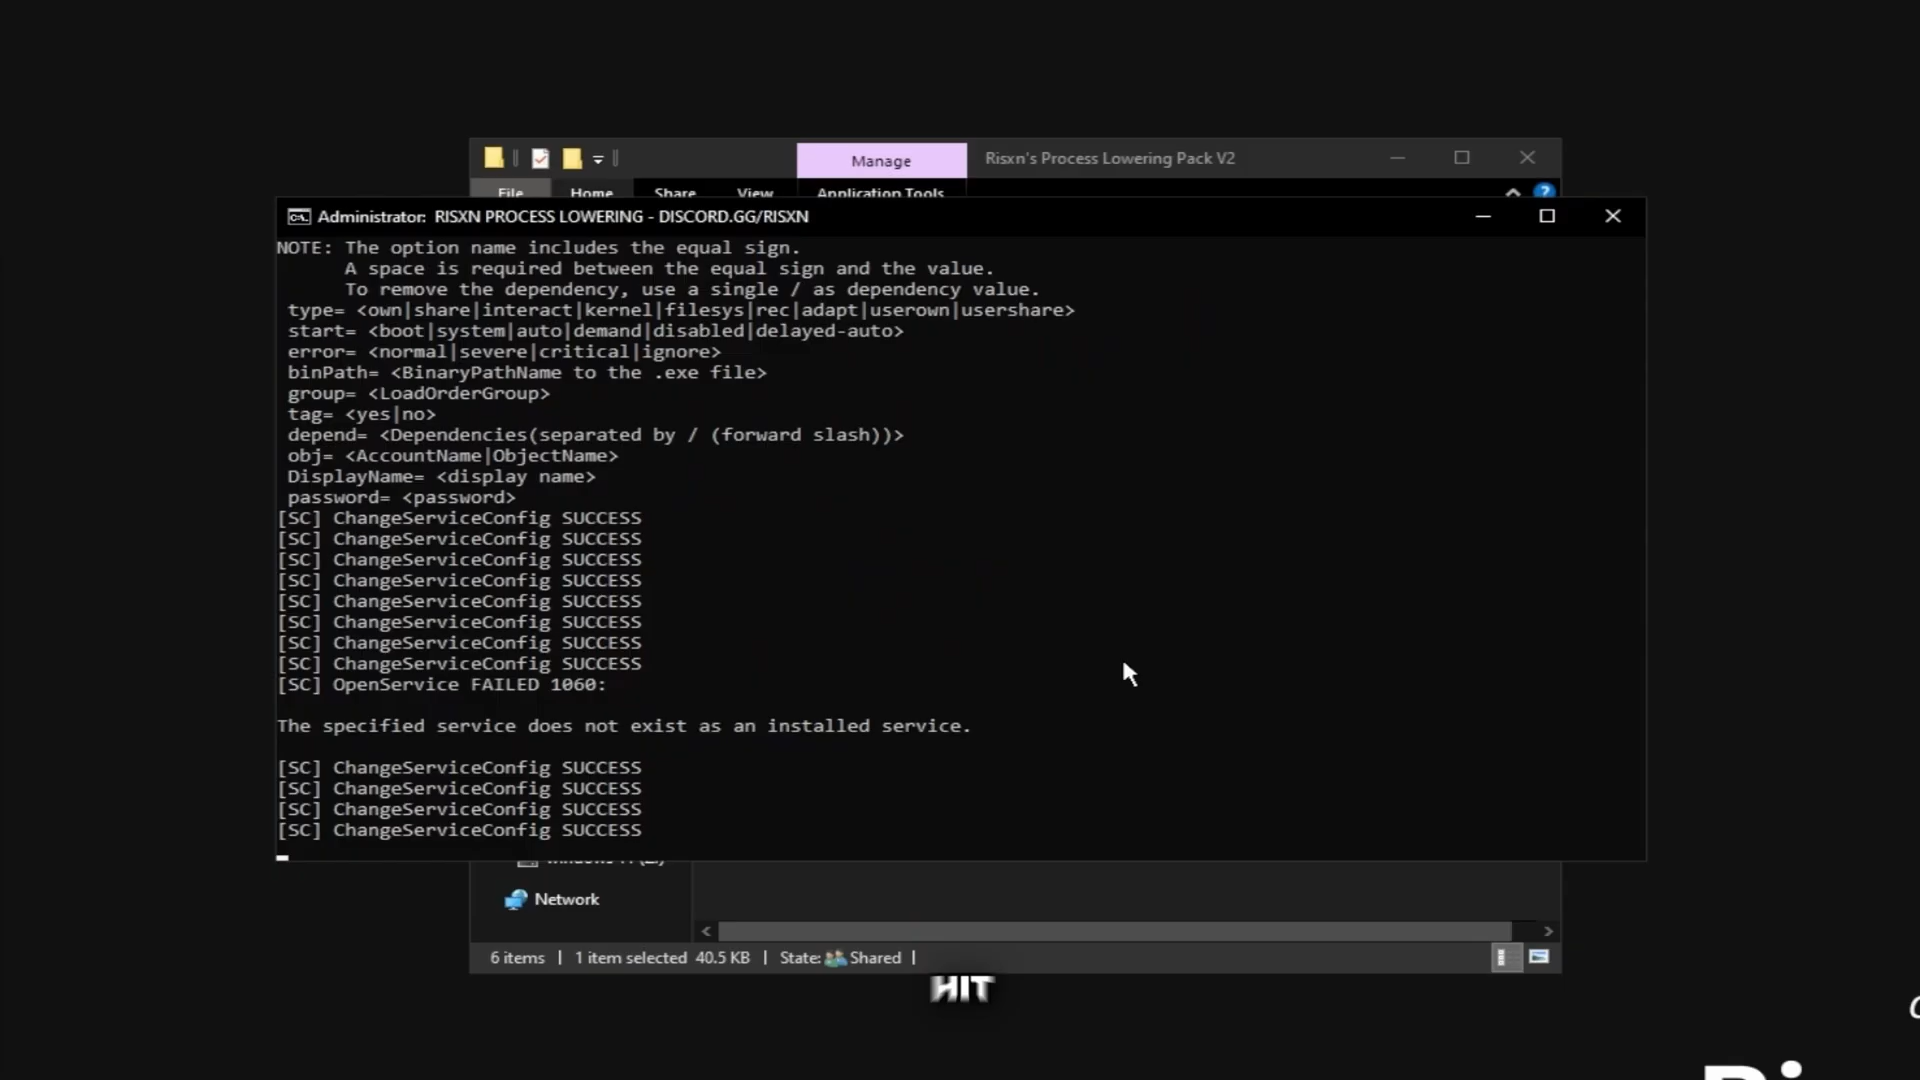 Manage
Risxn's Process Lowering Pack V2
File Home Share View Application Tools
Administrator: RISXN PROCESS LOWERING - DISCORD.GG/RISXN
NOTE: The option name includes the equal sign.
A space is required between the equal sign and the value.
To remove the dependency, use a single / as dependency value.
type= <own|share|interact|kernel|filesys|rec|adapt|userown|usershare>
start= <boot|system|auto|demand|disabled|delayed-auto>
error= <normal|severe|critical|ignore>
binPath= <BinaryPathName to the .exe file>
group= <LoadOrderGroup>
tag= <yes|no>
depend= <Dependencies(separated by / (forward slash))>
obj= <AccountName|ObjectName>
DisplayName= <display name>
password= <password>
[SC] ChangeServiceConfig SUCCESS
[SC] ChangeServiceConfig SUCCESS
[SC] ChangeServiceConfig SUCCESS
[SC] ChangeServiceConfig SUCCESS
[SC] ChangeServiceConfig SUCCESS
[SC] ChangeServiceConfig SUCCESS
[SC] ChangeServiceConfig SUCCESS
[SC] ChangeServiceConfig SUCCESS
[SC] OpenService FAILED 1060:
The specified service does not exist as an installed service.
[SC] ChangeServiceConfig SUCCESS
[SC] ChangeServiceConfig SUCCESS
[SC] ChangeServiceConfig SUCCESS
[SC] ChangeServiceConfig SUCCESS
Network
6 items | 1 item selected 40.5 KB | State: Shared |
HIT